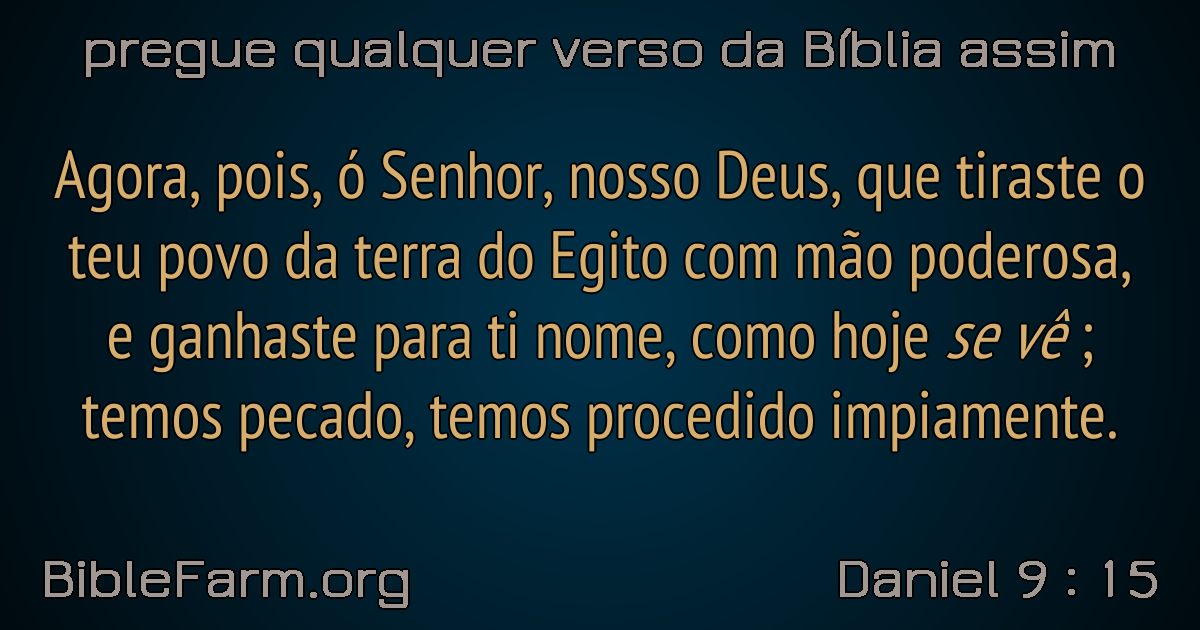 pregue qualquer verso da Bíblia assim
Agora, pois, ó Senhor, nosso Deus, que tiraste o
teu povo da terra do Egito com mão poderosa,
e ganhaste para ti nome, como hoje se vê ;
temos pecado, temos procedido impiamente.
BibleFarm.org
Daniel 9 : 15